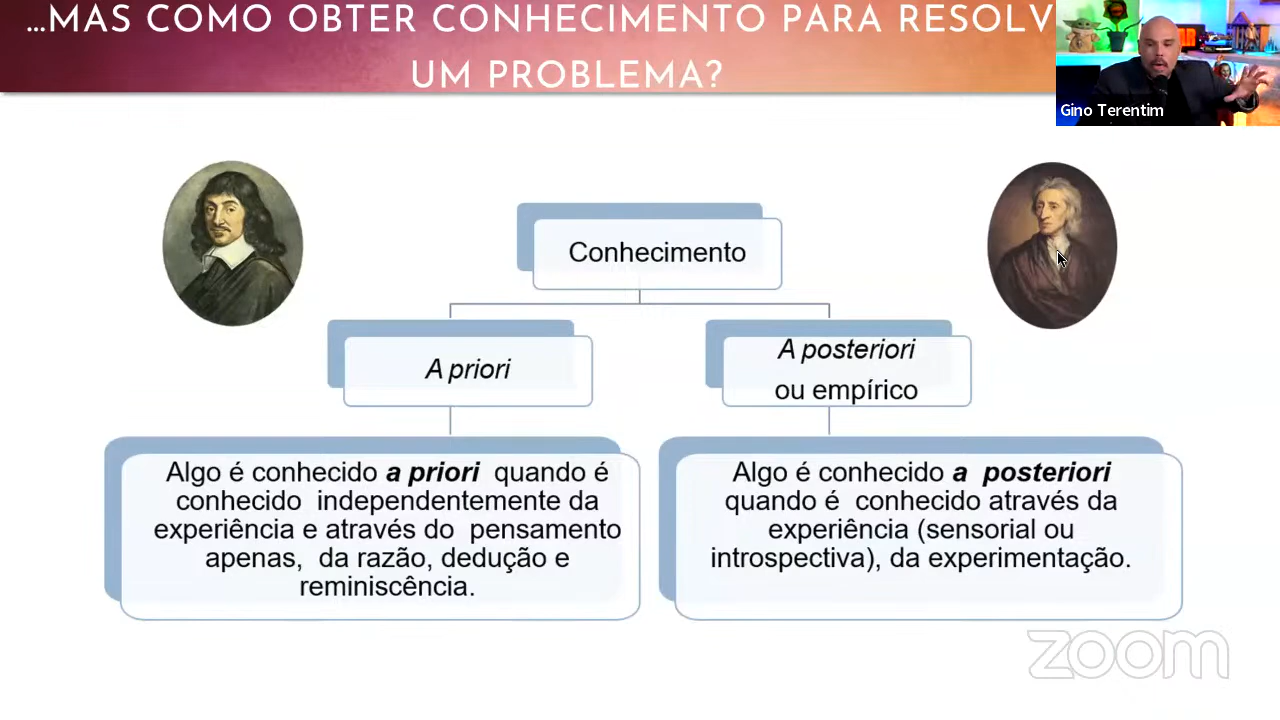 ...MAS COMO OBTER CONHECIMENTO PARA RESOLV
UM PROBLEMA?
Gino Terentim
Conhecimento
A priori
A posteriori
ou empírico
Algo é conhecido a priori quando é
conhecido independentemente da
experiência e através do pensamento
apenas, da razão, dedução e
reminiscência.
Algo é conhecido a posteriori
quando é conhecido através da
experiência (sensorial ou
introspectiva), da experimentação.
zoom